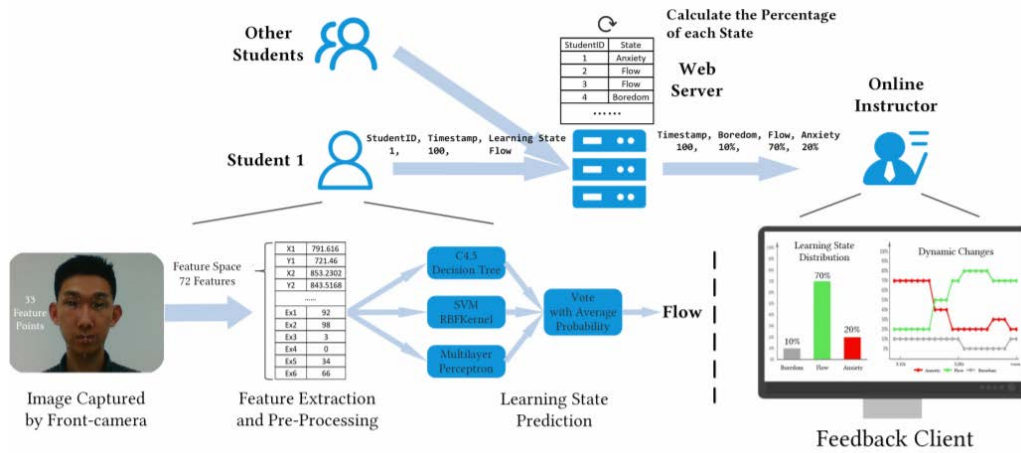 Other
Students
Calculate the Percentage
of each State
StudentID State
1 Anxiety
2 Flow
3 Flow
4 Boredom
......
Web
Server
Online
Instructor
Student 1
StudentID, Timestamp, Learning State
1, 100, Flow
Timestamp, Boredom, Flow, Anxiety
100, 10%, 70%, 20%
33
Feature
Points
Feature Space
72 Features
X1 791.616
Y1 721.46
X2 853.2302
Y2 843.5168
......
Ex1 92
Ex2 98
Ex3 3
Ex4 0
Ex5 34
Ex6 66
C4.5
Decision Tree
SVM
RBFKernel
Multilayer
Perceptron
Vote
with Average
Probability
Flow
Learning State
Distribution
70%
20%
10%
Boredom Flow Anxiety
Dynamic Changes
Anxiety Flow Boredom
Image Captured
by Front-camera
Feature Extraction
and Pre-Processing
Learning State
Prediction
Feedback Client